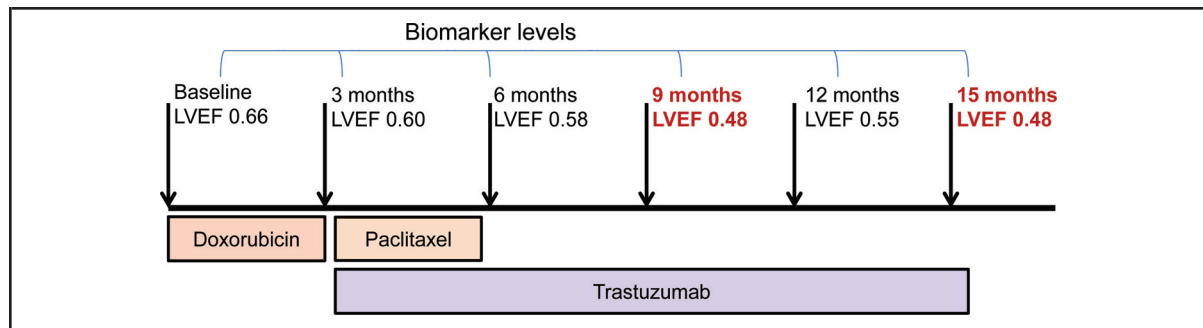 Biomarker levels
Baseline
LVEF 0.66
3 months
LVEF 0.60
6 months
LVEF 0.58
9 months
LVEF 0.48
12 months
LVEF 0.55
15 months
LVEF 0.48
Doxorubicin
Paclitaxel
Trastuzumab